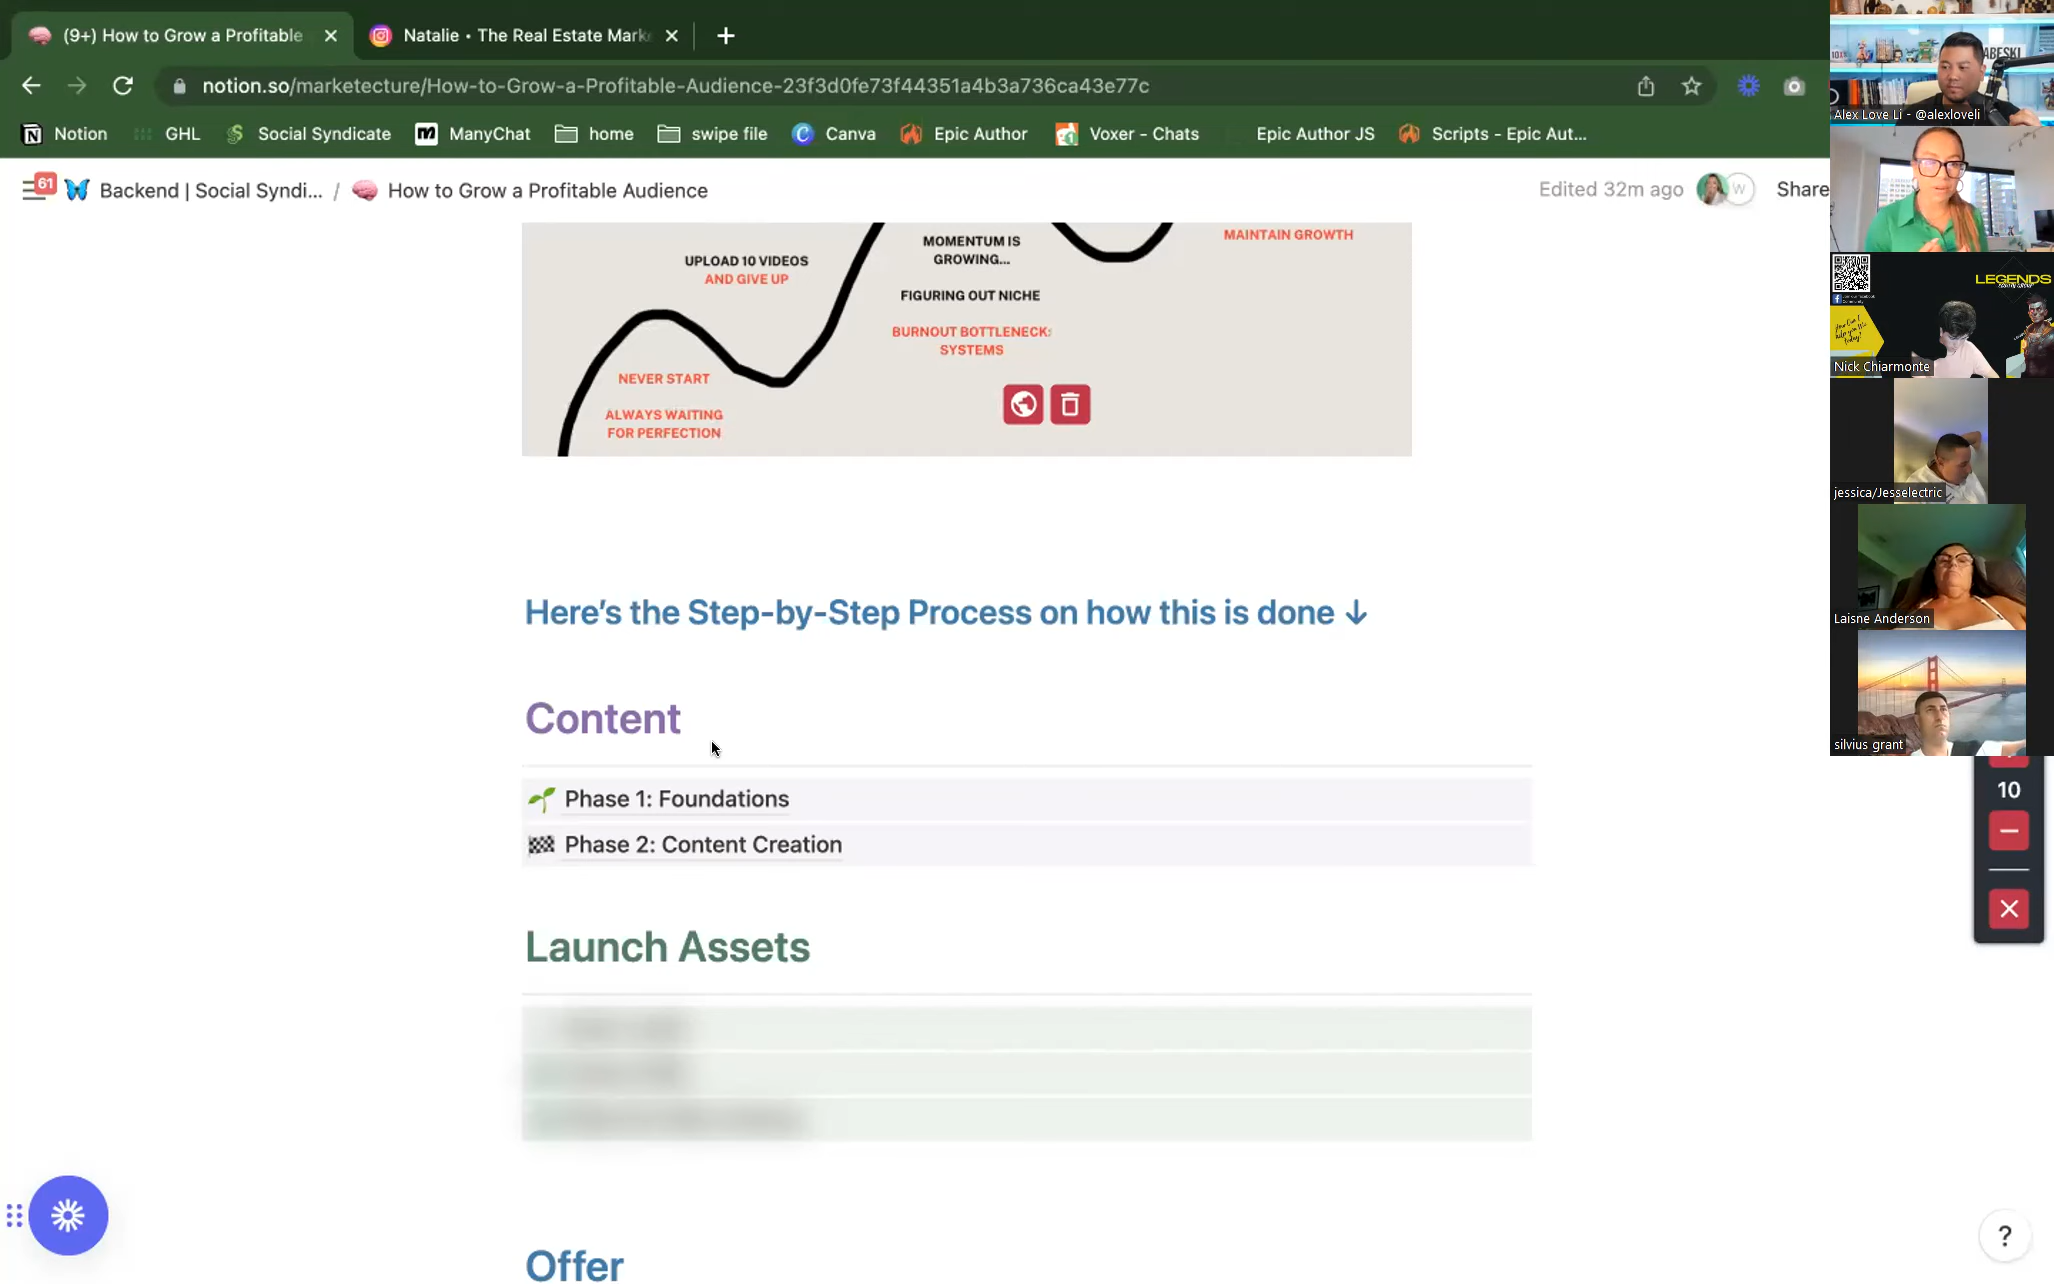 (9+) How to Grow a Profitable
Natalie • The Real Estate Mark
notion.so/marketecture/How-to-Grow-a-Profitable-Audience-23f3d0fe73f44351a4b3a736ca43e77c
Notion GHL Social Syndicate ManyChat home swipe file Canva Epic Author Voxer - Chats Epic Author JS Scripts - Epic Aut...
61 Backend | Social Syndi... / How to Grow a Profitable Audience
Edited 32m ago W Share
UPLOAD 10 VIDEOS
AND GIVE UP
NEVER START
ALWAYS WAITING
FOR PERFECTION
MOMENTUM IS
GROWING...
FIGURING OUT NICHE
BURNOUT BOTTLENECK:
SYSTEMS
MAINTAIN GROWTH
Here's the Step-by-Step Process on how this is done ↓
Content
Phase 1: Foundations
Phase 2: Content Creation
Launch Assets
Offer
ABESKI
Alex Love Li - @alexloveli
LEGENDS
Nick Chiarmonte
jessica/Jesselectric
Laisne Anderson
silvius grant
10
?